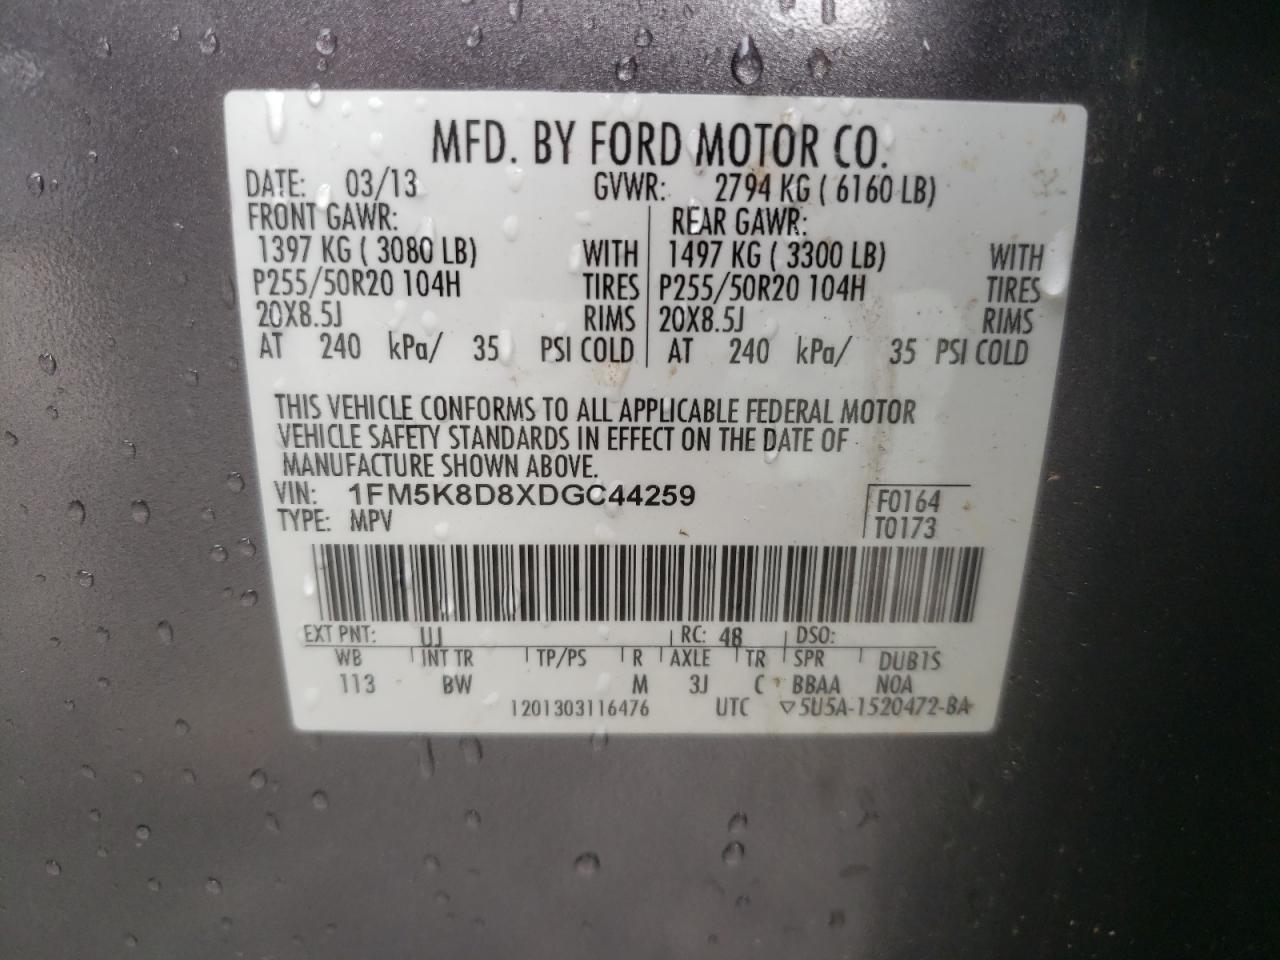 MFD. BY FORD MOTOR CO.
DATE: 03/13 GVWR: 2794 KG ( 6160 LB)
FRONT GAWR: REAR GAWR:
1397 KG ( 3080 LB) WITH 1497 KG ( 3300 LB) WITH
P255/50R20 104H TIRES P255/50R20 104H TIRES
20X8.5J RIMS 20X8.5J RIMS
AT 240 kPa/ 35 PSI COLD AT 240 kPa/ 35 PSI COLD
THIS VEHICLE CONFORMS TO ALL APPLICABLE FEDERAL MOTOR
VEHICLE SAFETY STANDARDS IN EFFECT ON THE DATE OF
MANUFACTURE SHOWN ABOVE.
VIN: 1FM5K8D8XDGC44259 F0164
TYPE: MPV T0173
EXT PNT: UJ RC: 48 DSO:
WB INT TR TP/PS R AXLE TR SPR DUB1S
113 BW M 3J C BBAA NOA
1201303116476 UTC ▽5U5A-1520472-BA